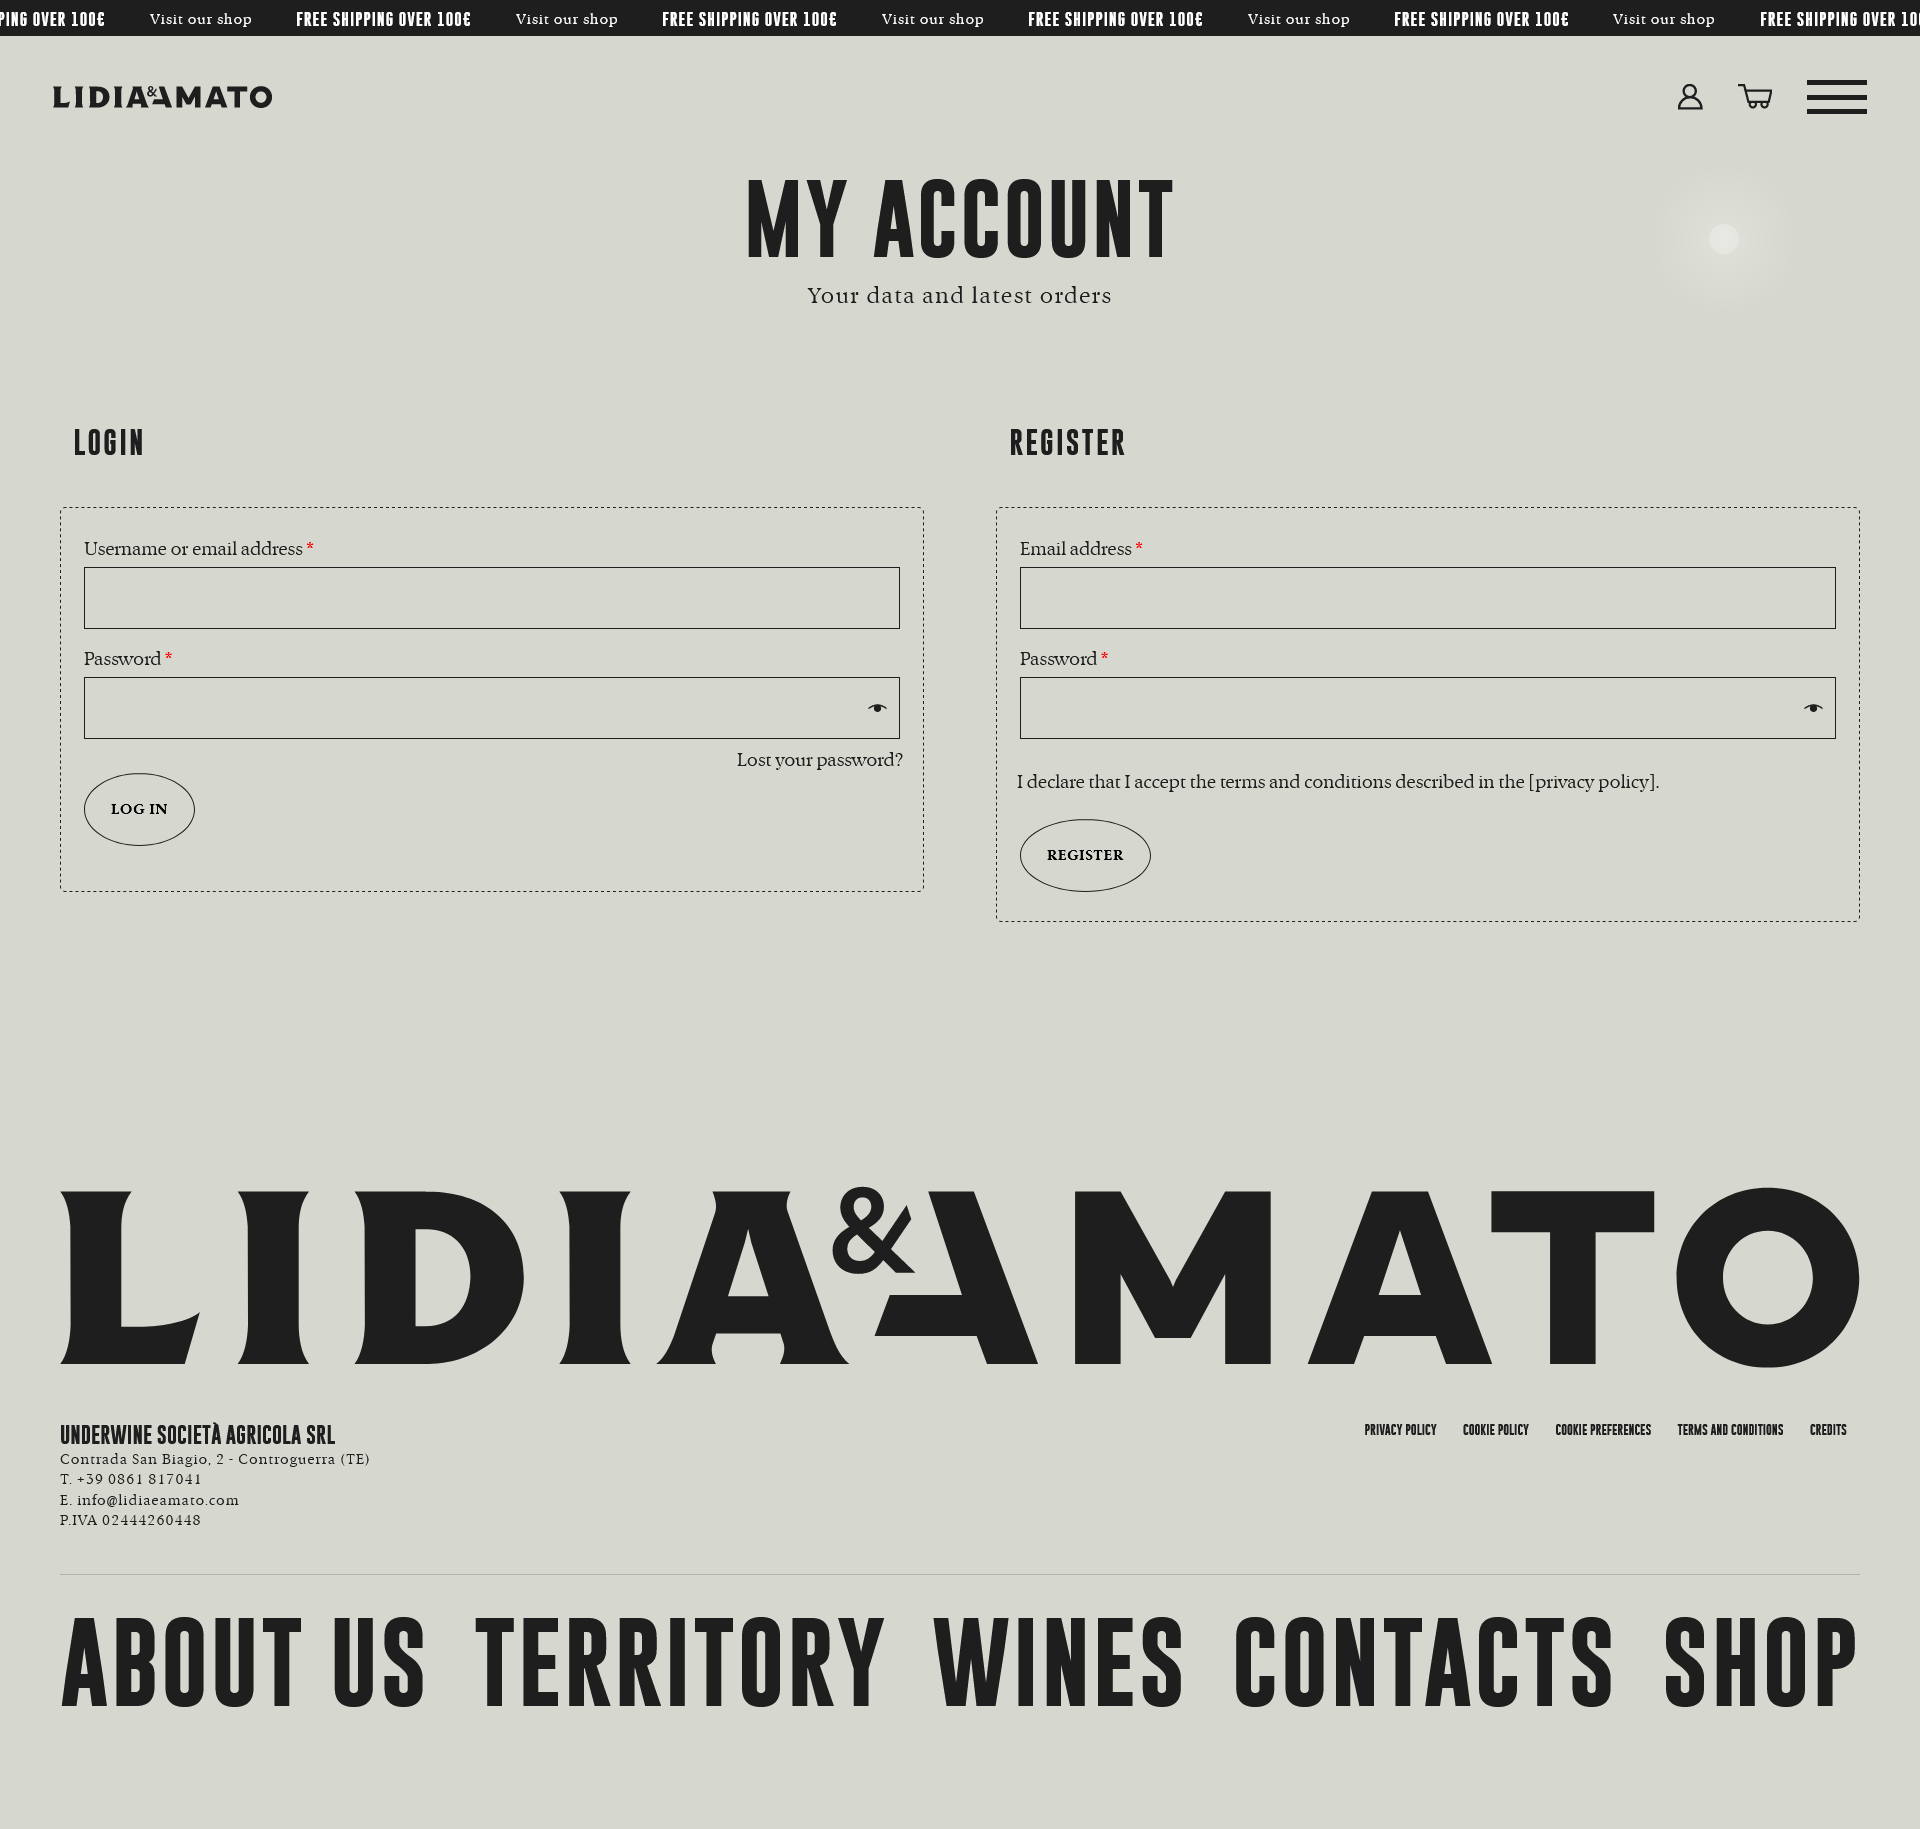 PING OVER 100€ Visit our shop FREE SHIPPING OVER 100€ Visit our shop FREE SHIPPING OVER 100€ Visit our shop FREE SHIPPING OVER 100€ Visit our shop FREE SHIPPING OVER 100€ Visit our shop FREE SHIPPING OVER 10
LIDIA&AMATO
MY ACCOUNT
Your data and latest orders
LOGIN
Username or email address *
Password *
Lost your password?
LOG IN
REGISTER
Email address *
Password *
I declare that I accept the terms and conditions described in the [privacy policy].
REGISTER
LIDIA&AMATO
UNDERWINE SOCIETÀ AGRICOLA SRL
Contrada San Biagio, 2 - Controguerra (TE)
T. +39 0861 817041
E. info@lidiaeamato.com
P.IVA 02444260448
PRIVACY POLICY COOKIE POLICY COOKIE PREFERENCES TERMS AND CONDITIONS CREDITS
ABOUT US TERRITORY WINES CONTACTS SHOP